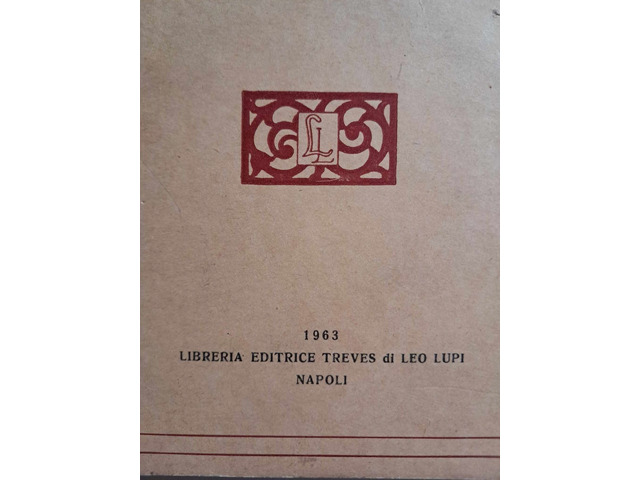 LL
1963
LIBRERIA EDITRICE TREVES di LEO LUPI
NAPOLI